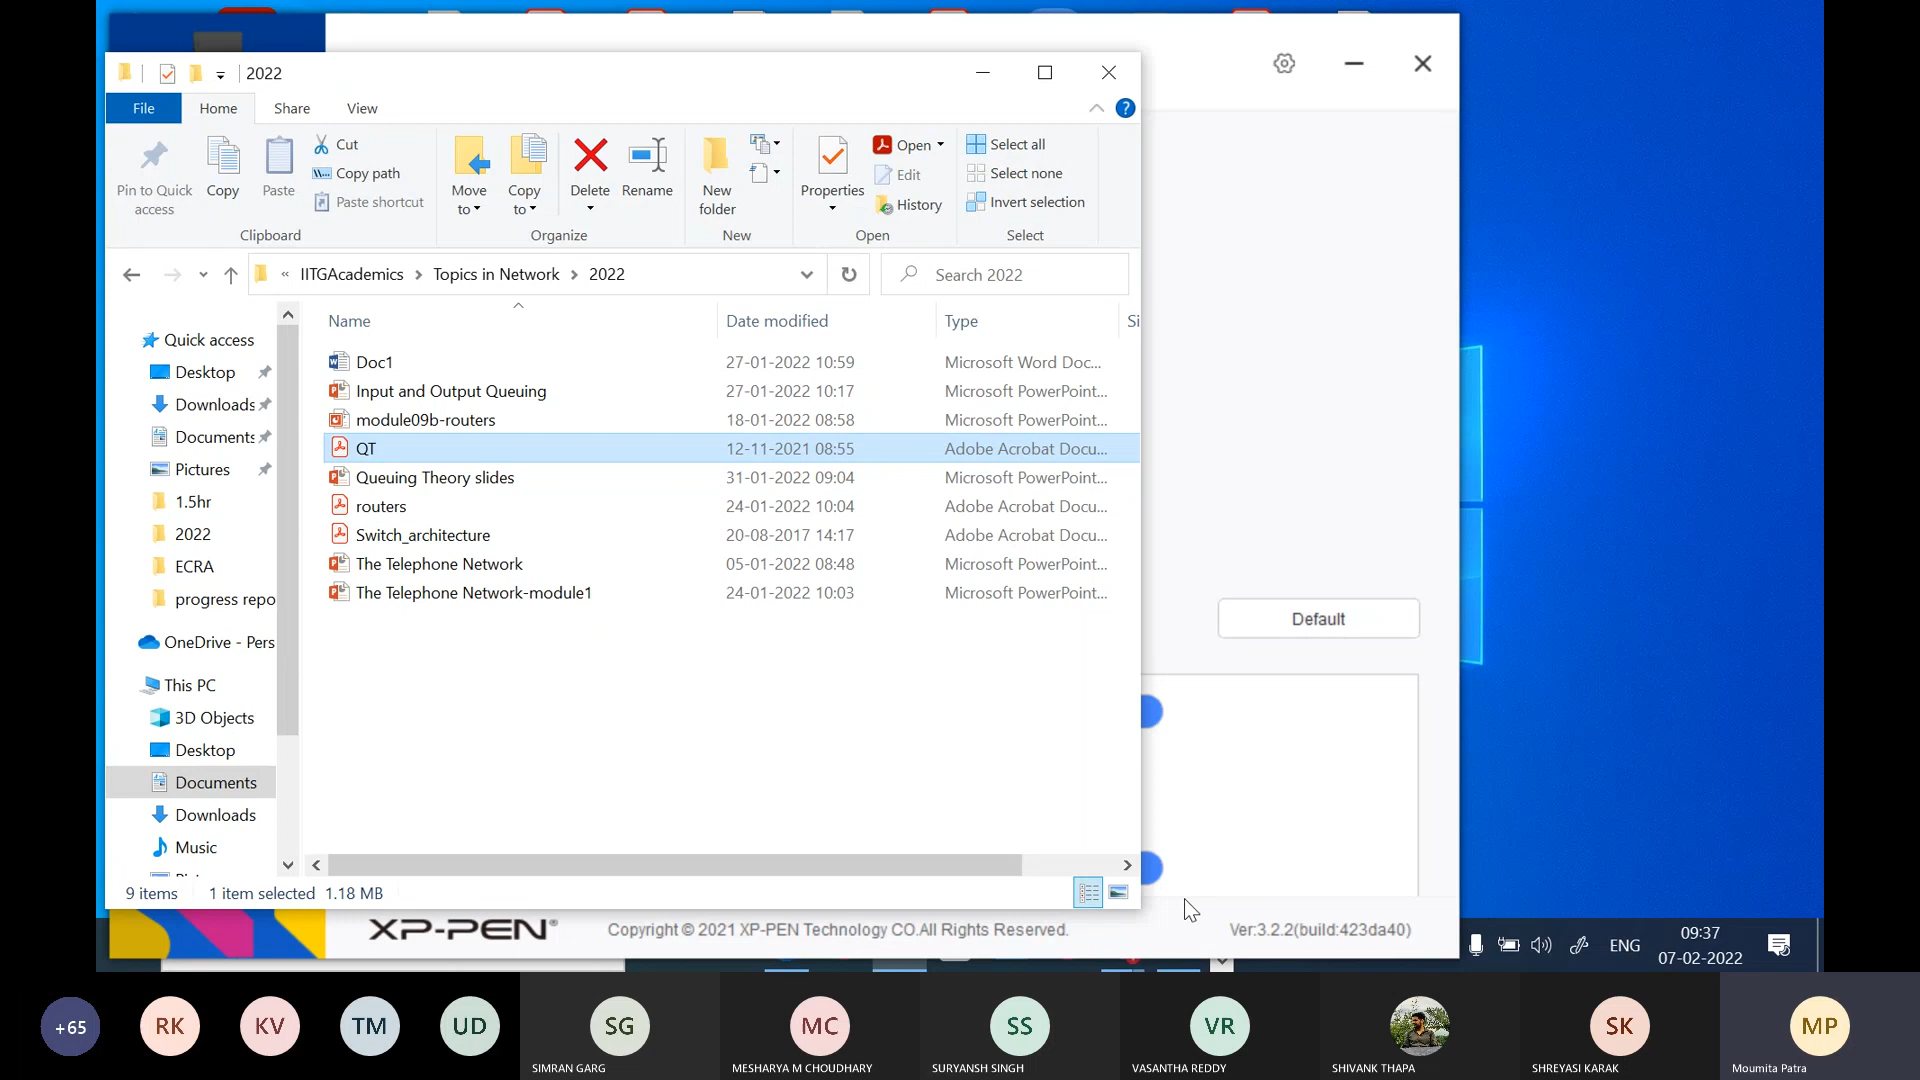 2022
File
Home
Share
View
Pin to Quick access
Copy
Paste
Cut
Copy path
Paste shortcut
Clipboard
Move to
Copy to
Delete
Rename
Organize
New folder
New
Properties
Open
Edit
History
Open
Select all
Select none
Invert selection
Select
« IITGAcademics > Topics in Network > 2022
Search 2022
Name Date modified Type Si
Doc1 27-01-2022 10:59 Microsoft Word Doc...
Input and Output Queuing 27-01-2022 10:17 Microsoft PowerPoint...
module09b-routers 18-01-2022 08:58 Microsoft PowerPoint...
QT 12-11-2021 08:55 Adobe Acrobat Docu...
Queuing Theory slides 31-01-2022 09:04 Microsoft PowerPoint...
routers 24-01-2022 10:04 Adobe Acrobat Docu...
Switch_architecture 20-08-2017 14:17 Adobe Acrobat Docu...
The Telephone Network 05-01-2022 08:48 Microsoft PowerPoint...
The Telephone Network-module1 24-01-2022 10:03 Microsoft PowerPoint...
Quick access
Desktop
Downloads
Documents
Pictures
1.5hr
2022
ECRA
progress repo
OneDrive - Pers
This PC
3D Objects
Desktop
Documents
Downloads
Music
9 items 1 item selected 1.18 MB
Default
XP-PEN®
Copyright © 2021 XP-PEN Technology CO.All Rights Reserved.
Ver:3.2.2(build:423da40)
ENG
09:37
07-02-2022
+65
RK
KV
TM
UD
SG
SIMRAN GARG
MC
MESHARYA M CHOUDHARY
SS
SURYANSH SINGH
VR
VASANTHA REDDY
SHIVANK THAPA
SK
SHREYASI KARAK
MP
Moumita Patra